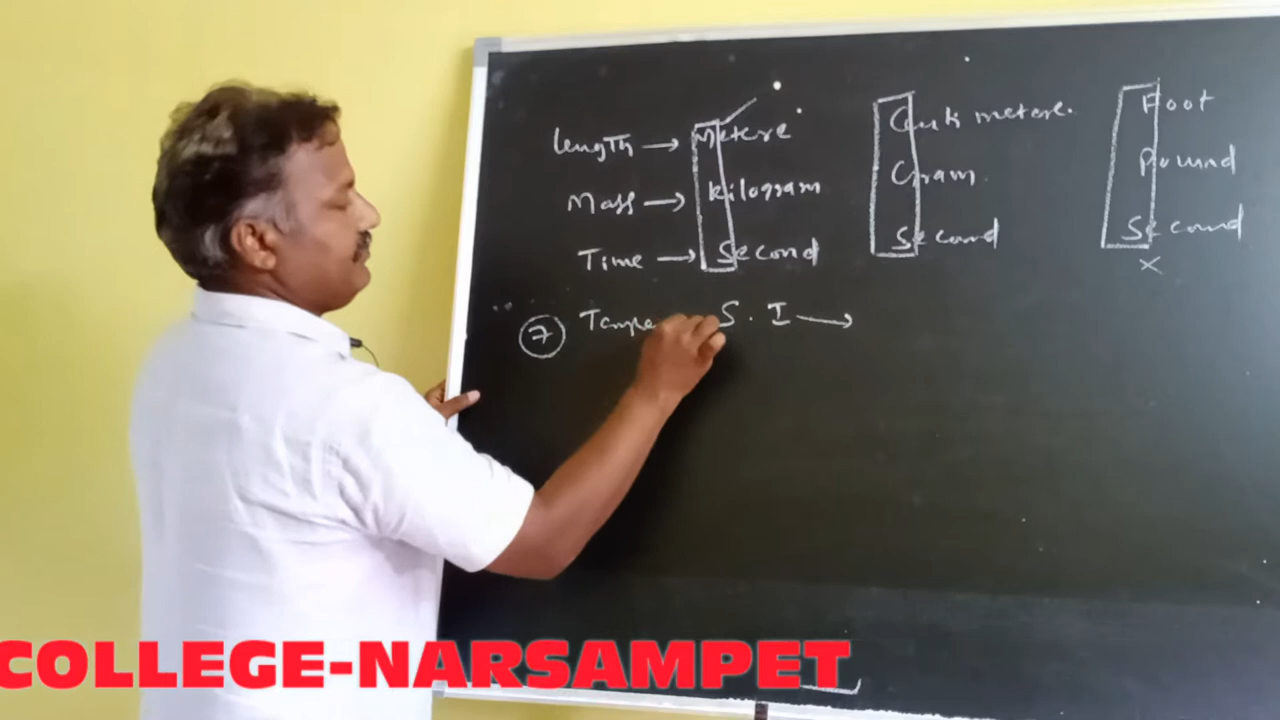 Length → Metere Centi metere. Foot
Mass → Kilogram Gram. Pound
Time → Second Second Second
×
7 Tempe S.I →
COLLEGE-NARSAMPET